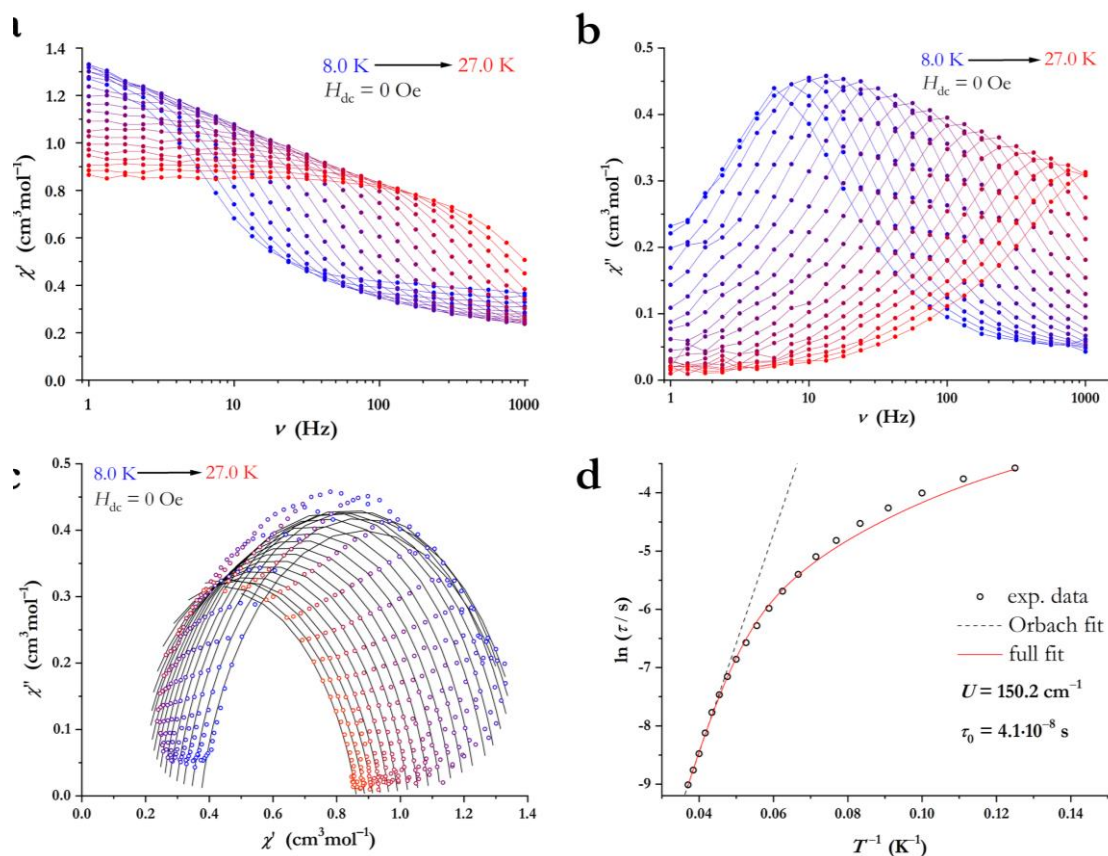 a
1.4
1.2
1.0
0.8
0.6
0.4
0.2
0.0
χ' (cm³mol⁻¹)
8.0 K 27.0 K
H_dc = 0 Oe
1 10 100 1000
ν (Hz)
b
0.5
0.4
0.3
0.2
0.1
0.0
χ'' (cm³mol⁻¹)
8.0 K 27.0 K
H_dc = 0 Oe
1 10 100 1000
ν (Hz)
0.5
0.4
0.3
0.2
0.1
0.0
χ'' (cm³mol⁻¹)
8.0 K 27.0 K
H_dc = 0 Oe
0.0 0.2 0.4 0.6 0.8 1.0 1.2 1.4
χ' (cm³mol⁻¹)
d
-4
-5
-6
-7
-8
-9
ln (τ / s)
exp. data
Orbach fit
full fit
U = 150.2 cm⁻¹
τ₀ = 4.1·10⁻⁸ s
0.04 0.06 0.08 0.10 0.12 0.14
T⁻¹ (K⁻¹)